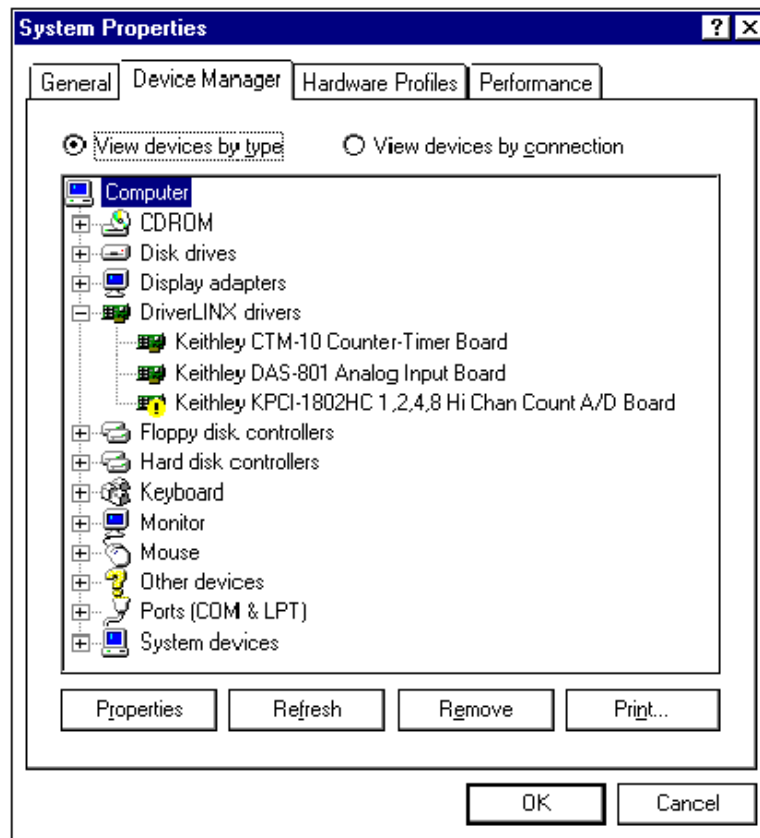 System Properties
General Device Manager Hardware Profiles Performance
View devices by type View devices by connection
Computer
CDROM
Disk drives
Display adapters
DriverLINX drivers
Keithley CTM-10 Counter-Timer Board
Keithley DAS-801 Analog Input Board
Keithley KPCI-1802HC 1,2,4,8 Hi Chan Count A/D Board
Floppy disk controllers
Hard disk controllers
Keyboard
Monitor
Mouse
Other devices
Ports (COM & LPT)
System devices
Properties Refresh Remove Print...
OK Cancel